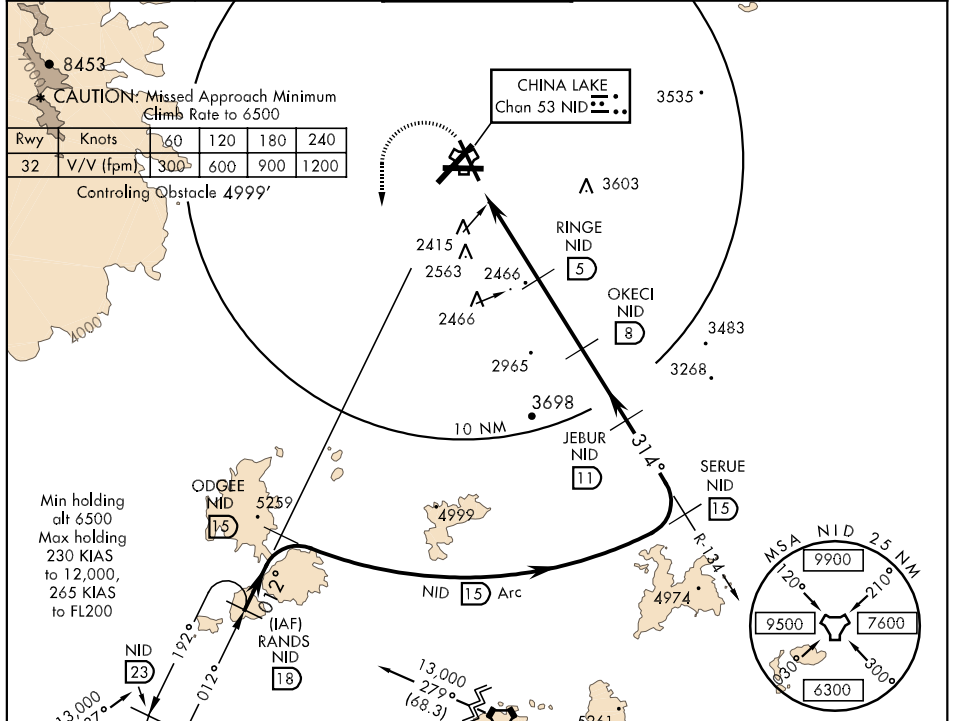 8453
* CAUTION: Missed Approach Minimum
Climb Rate to 6500
Rwy Knots 60 120 180 240
32 V/V (fpm) 300 600 900 1200
Controling Obstacle 4999'
4000
CHINA LAKE
Chan 53 NID
3535
3603
2415
2563
2466
2466
RINGE
NID
5
OKECI
NID
8
3483
3268
2965
3698
10 NM
JEBUR
NID
11
314°
SERUE
NID
15
R-134
ODGEE
NID
15
5259
4999
Min holding
alt 6500
Max holding
230 KIAS
to 12,000,
265 KIAS
to FL200
NID 15 Arc
4974
012°
(IAF)
RANDS
NID
18
192°
012°
NID
23
13,000
13,000
279°
(68.3)
5261
MSA NID 25 NM
9900
120°
210°
9500
7600
030°
300°
6300